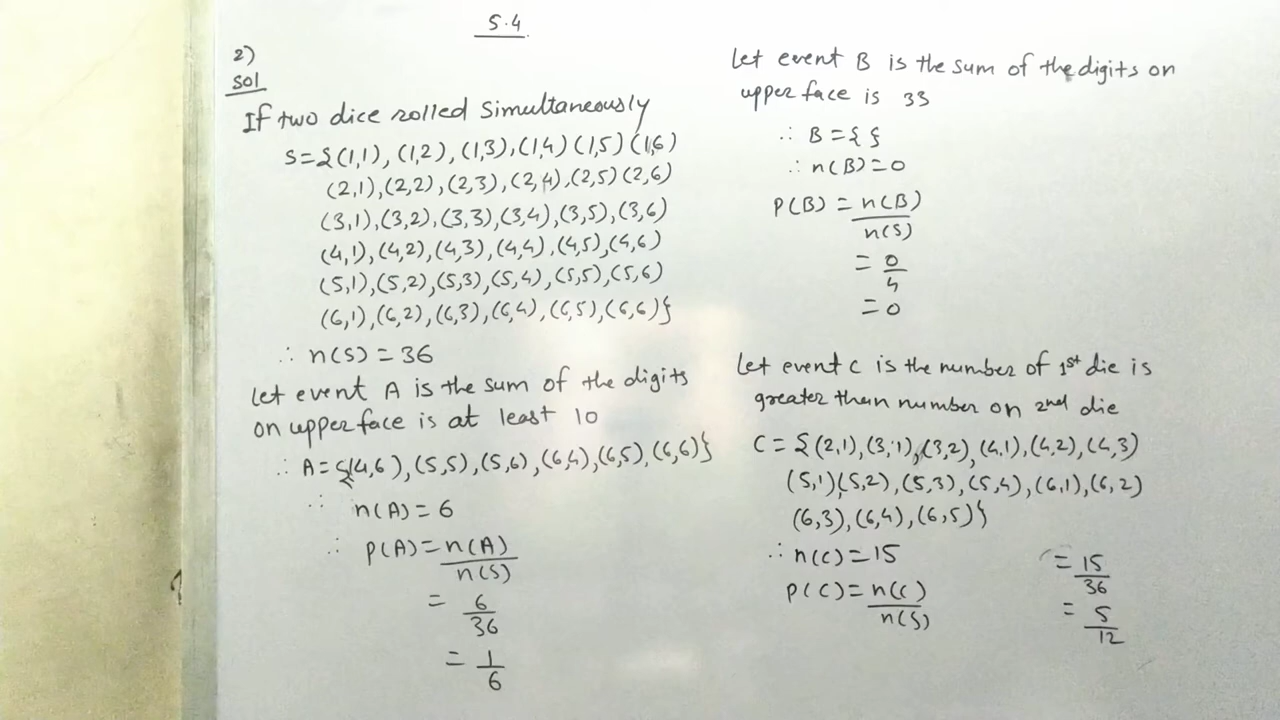 5.4
2)
Sol
If two dice rolled simultaneously
S={(1,1), (1,2), (1,3), (1,4) (1,5) (1,6)
(2,1), (2,2), (2,3), (2,4), (2,5) (2,6)
(3,1), (3,2), (3,3), (3,4), (3,5), (3,6)
(4,1), (4,2), (4,3), (4,4), (4,5), (4,6)
(5,1), (5,2), (5,3), (5,4), (5,5), (5,6)
(6,1), (6,2), (6,3), (6,4), (6,5), (6,6)}
∴ n(S) = 36
Let event A is the sum of the digits
on upper face is at least 10
∴ A={(4,6), (5,5), (5,6), (6,4), (6,5), (6,6)}
∴ n(A) = 6
∴ P(A) = n(A)
n(S)
= 6
36
= 1
6
Let event B is the sum of the digits on
upper face is 33
∴ B = { }
∴ n(B) = 0
P(B) = n(B)
n(S)
= 0
4
= 0
Let event C is the number of 1st die is
greater than number on 2nd die
C = {(2,1), (3,1), (3,2), (4,1), (4,2), (4,3)
(5,1) (5,2), (5,3), (5,4), (6,1), (6,2)
(6,3), (6,4), (6,5)}
∴ n(C) = 15
P(C) = n(C)
n(S)
= 15
36
= 5
12